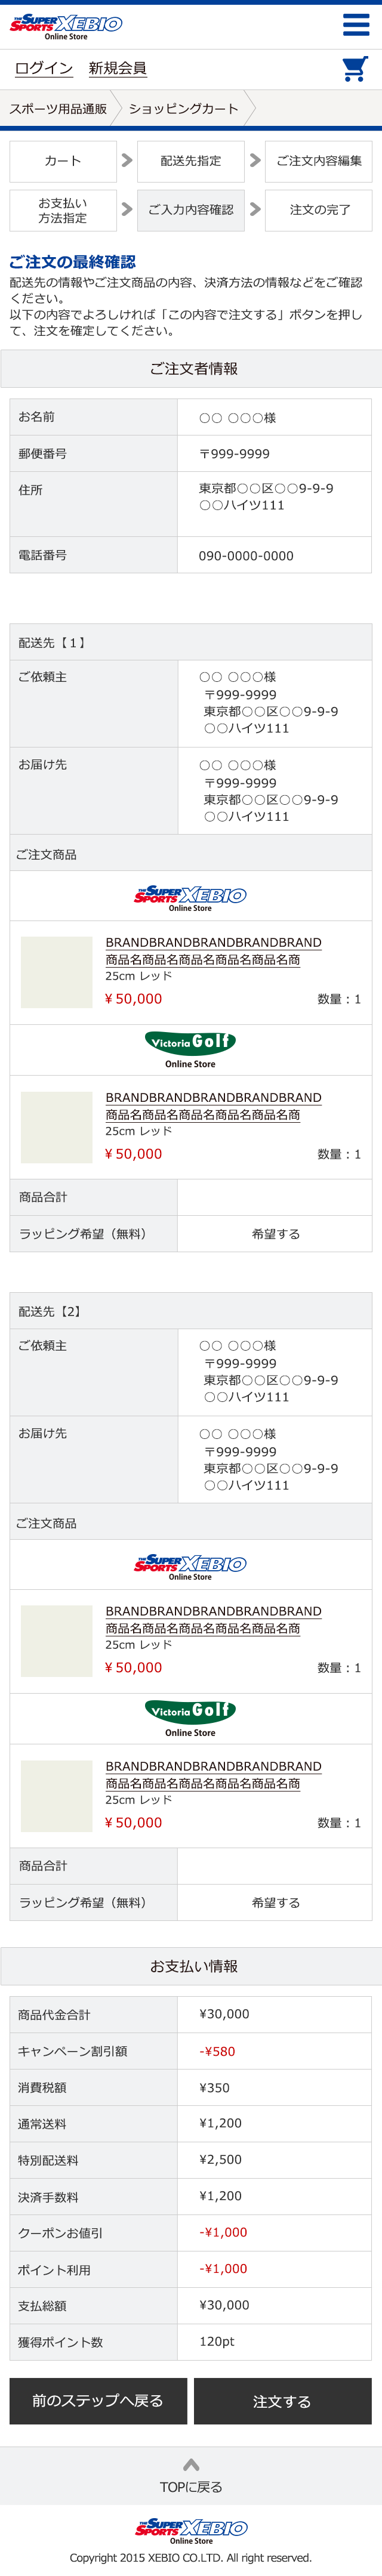 THE SUPER SPORTS XEBIO
Online Store
ログイン 新規会員
スポーツ用品通販 ショッピングカート
カート 配送先指定 ご注文内容編集
お支払い
方法指定
ご入力内容確認 注文の完了
ご注文の最終確認
配送先の情報やご注文商品の内容、決済方法の情報などをご確認
ください。
以下の内容でよろしければ「この内容で注文する」ボタンを押し
て、注文を確定してください。
ご注文者情報
お名前 ○○ ○○○様
郵便番号 〒999-9999
住所 東京都○○区○○9-9-9
○○ハイツ111
電話番号 090-0000-0000
配送先【１】
ご依頼主 ○○ ○○○様
〒999-9999
東京都○○区○○9-9-9
○○ハイツ111
お届け先 ○○ ○○○様
〒999-9999
東京都○○区○○9-9-9
○○ハイツ111
ご注文商品
THE SUPER SPORTS XEBIO
Online Store
BRANDBRANDBRANDBRANDBRAND
商品名商品名商品名商品名商品名商
25cm レッド
¥ 50,000 数量：1
Victoria Golf
Online Store
BRANDBRANDBRANDBRANDBRAND
商品名商品名商品名商品名商品名商
25cm レッド
¥ 50,000 数量：1
商品合計
ラッピング希望（無料） 希望する
配送先【2】
ご依頼主 ○○ ○○○様
〒999-9999
東京都○○区○○9-9-9
○○ハイツ111
お届け先 ○○ ○○○様
〒999-9999
東京都○○区○○9-9-9
○○ハイツ111
ご注文商品
THE SUPER SPORTS XEBIO
Online Store
BRANDBRANDBRANDBRANDBRAND
商品名商品名商品名商品名商品名商
25cm レッド
¥ 50,000 数量：1
Victoria Golf
Online Store
BRANDBRANDBRANDBRANDBRAND
商品名商品名商品名商品名商品名商
25cm レッド
¥ 50,000 数量：1
商品合計
ラッピング希望（無料） 希望する
お支払い情報
商品代金合計 ¥30,000
キャンペーン割引額 -¥580
消費税額 ¥350
通常送料 ¥1,200
特別配送料 ¥2,500
決済手数料 ¥1,200
クーポンお値引 -¥1,000
ポイント利用 -¥1,000
支払総額 ¥30,000
獲得ポイント数 120pt
前のステップへ戻る 注文する
TOPに戻る
THE SUPER SPORTS XEBIO
Online Store
Copyright 2015 XEBIO CO.LTD. All right reserved.